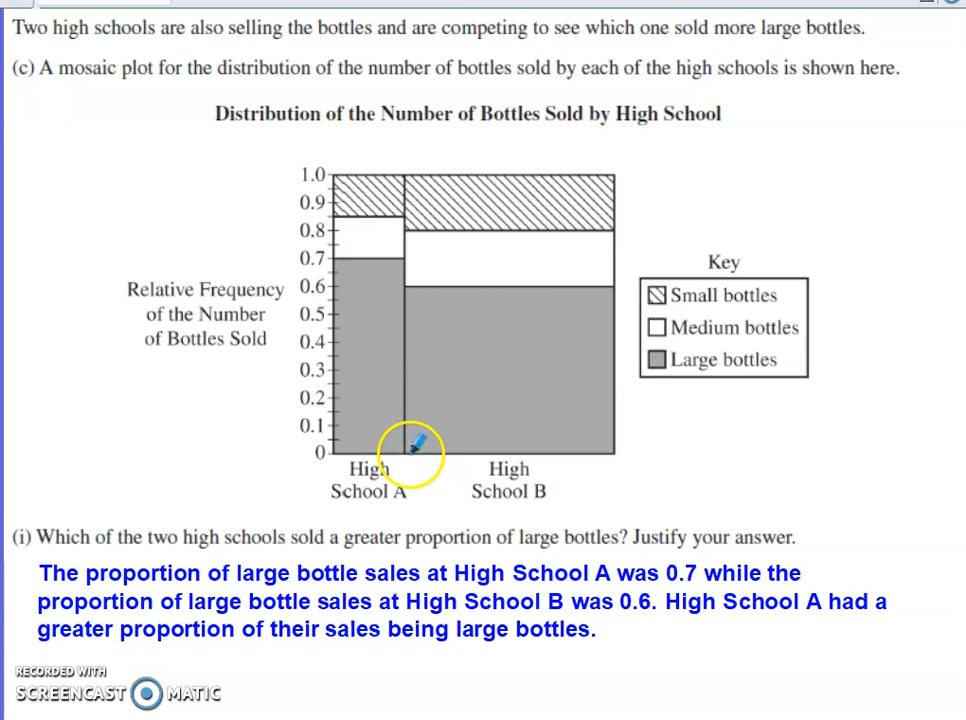 Two high schools are also selling the bottles and are competing to see which one sold more large bottles.
(c) A mosaic plot for the distribution of the number of bottles sold by each of the high schools is shown here.
Distribution of the Number of Bottles Sold by High School
1.0
0.9
0.8
0.7
0.6
0.5
0.4
0.3
0.2
0.1
0
Relative Frequency
of the Number
of Bottles Sold
High
School A
High
School B
Key
Small bottles
Medium bottles
Large bottles
(i) Which of the two high schools sold a greater proportion of large bottles? Justify your answer.
The proportion of large bottle sales at High School A was 0.7 while the
proportion of large bottle sales at High School B was 0.6. High School A had a
greater proportion of their sales being large bottles.
RECORDED WITH
SCREENCAST MATIC